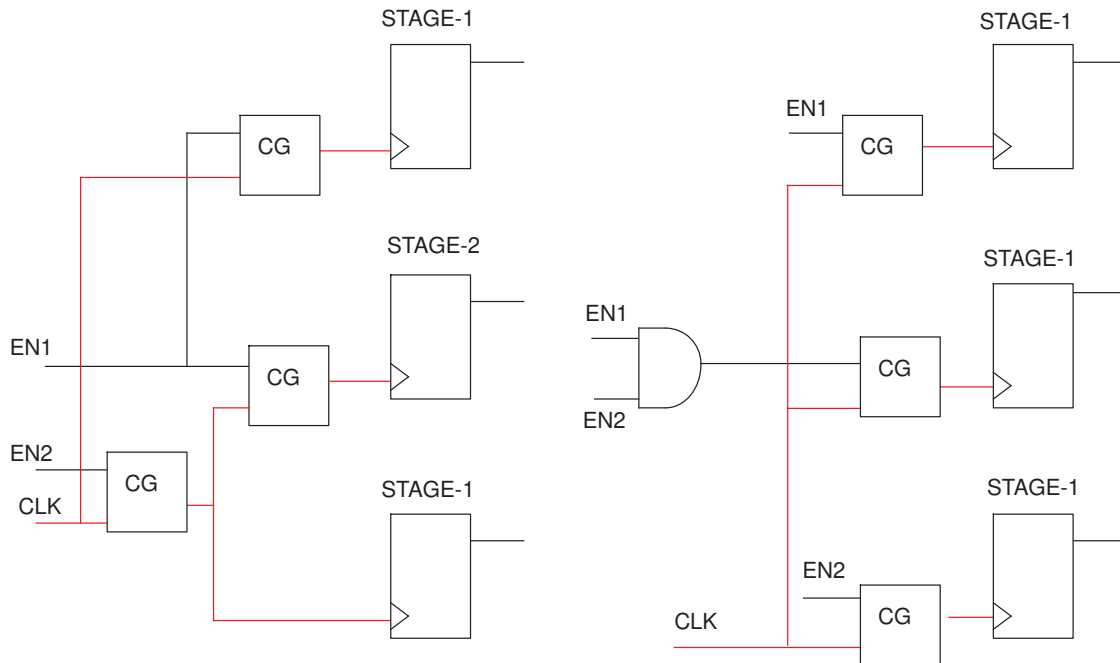 STAGE-1
CG
STAGE-2
EN1
CG
EN2
CG
CLK
STAGE-1
STAGE-1
EN1
CG
STAGE-1
EN1
CG
EN2
STAGE-1
EN2
CG
CLK